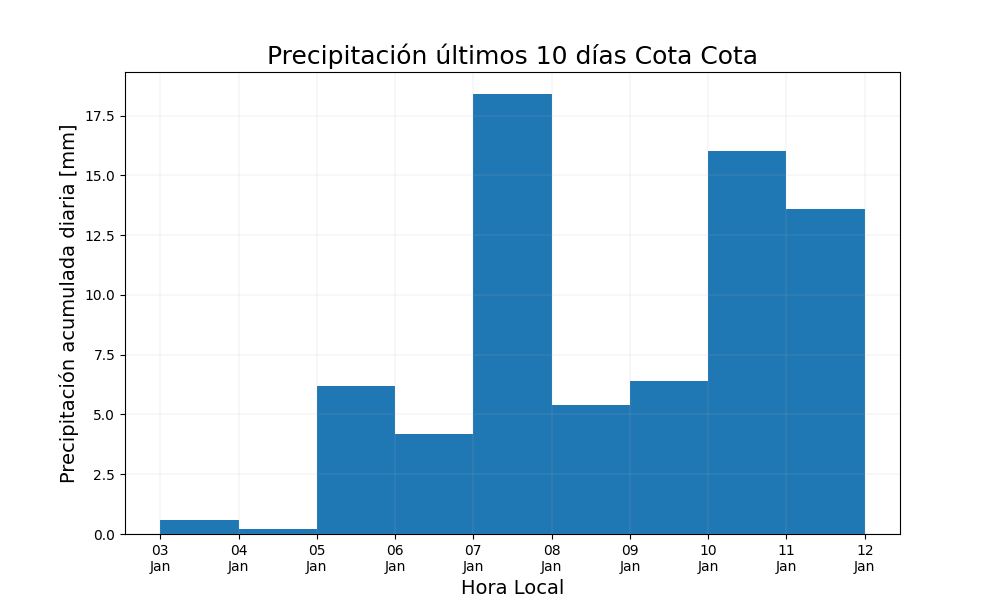 Precipitación últimos 10 días Cota Cota
Precipitación acumulada diaria [mm]
17.5
15.0
12.5
10.0
7.5
5.0
2.5
0.0
03 04 05 06 07 08 09 10 11 12
Jan Jan Jan Jan Jan Jan Jan Jan Jan Jan
Hora Local